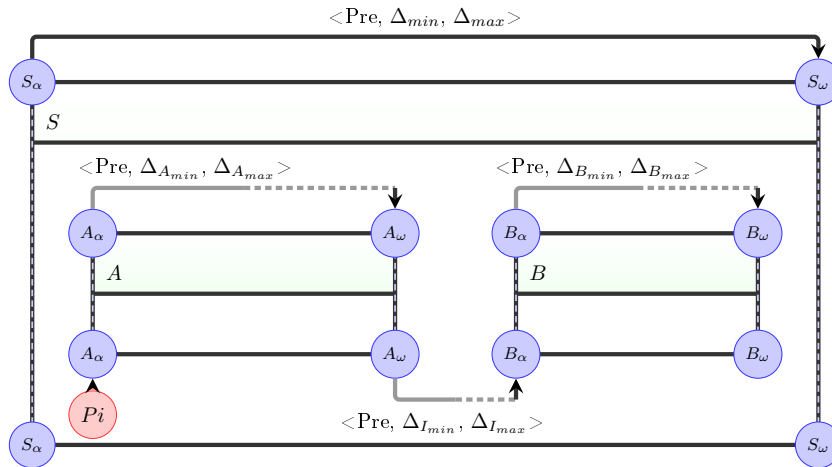 <Pre, Δmin, Δmax>
Sα Sω
S
<Pre, ΔAmin, ΔAmax> <Pre, ΔBmin, ΔBmax>
Aα Aω Bα Bω
A B
Aα Aω Bα Bω
Pi <Pre, ΔImin, ΔImax>
Sα Sω